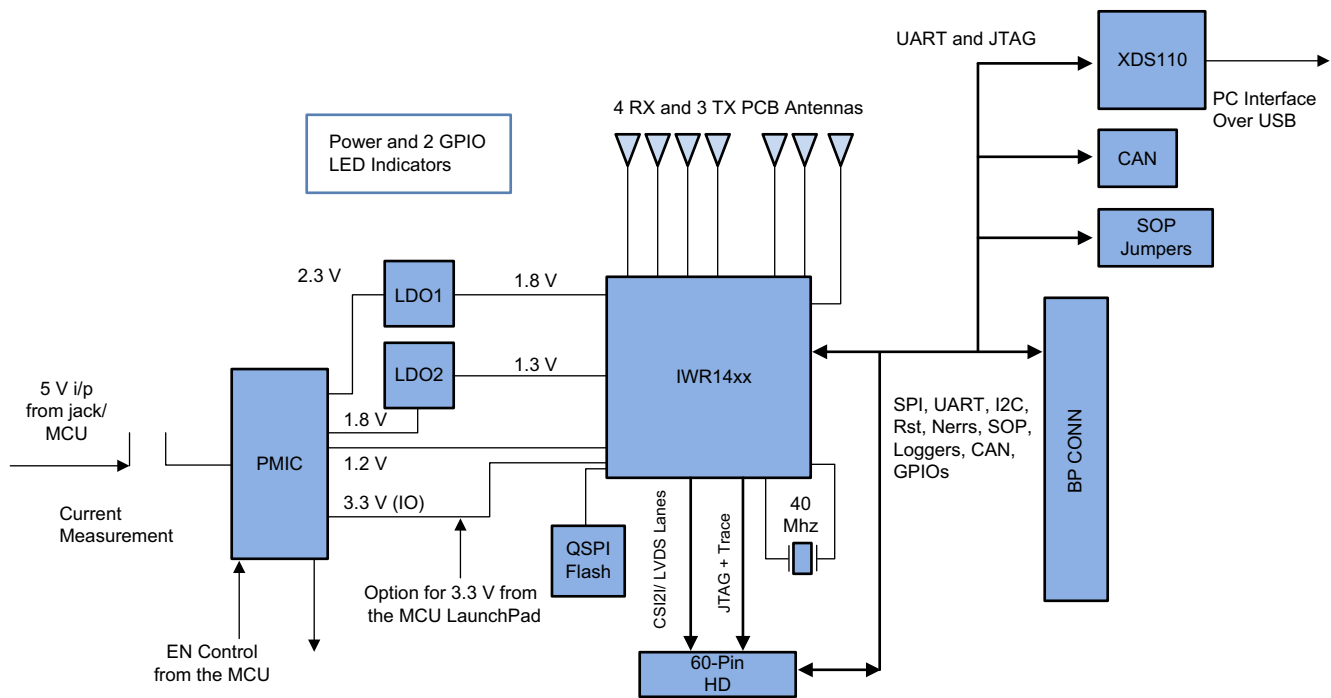 UART and JTAG
XDS110
PC Interface
Over USB
4 RX and 3 TX PCB Antennas
Power and 2 GPIO
LED Indicators
CAN
SOP
Jumpers
2.3 V
LDO1
1.8 V
LDO2
1.3 V
IWR14xx
5 V i/p
from jack/
MCU
1.8 V
PMIC
1.2 V
3.3 V (IO)
Current
Measurement
SPI, UART, I2C,
Rst, Nerrs, SOP,
Loggers, CAN,
GPIOs
BP CONN
QSPI
Flash
CSI2I/ LVDS Lanes
JTAG + Trace
40
Mhz
Option for 3.3 V from
the MCU LaunchPad
EN Control
from the MCU
60-Pin
HD